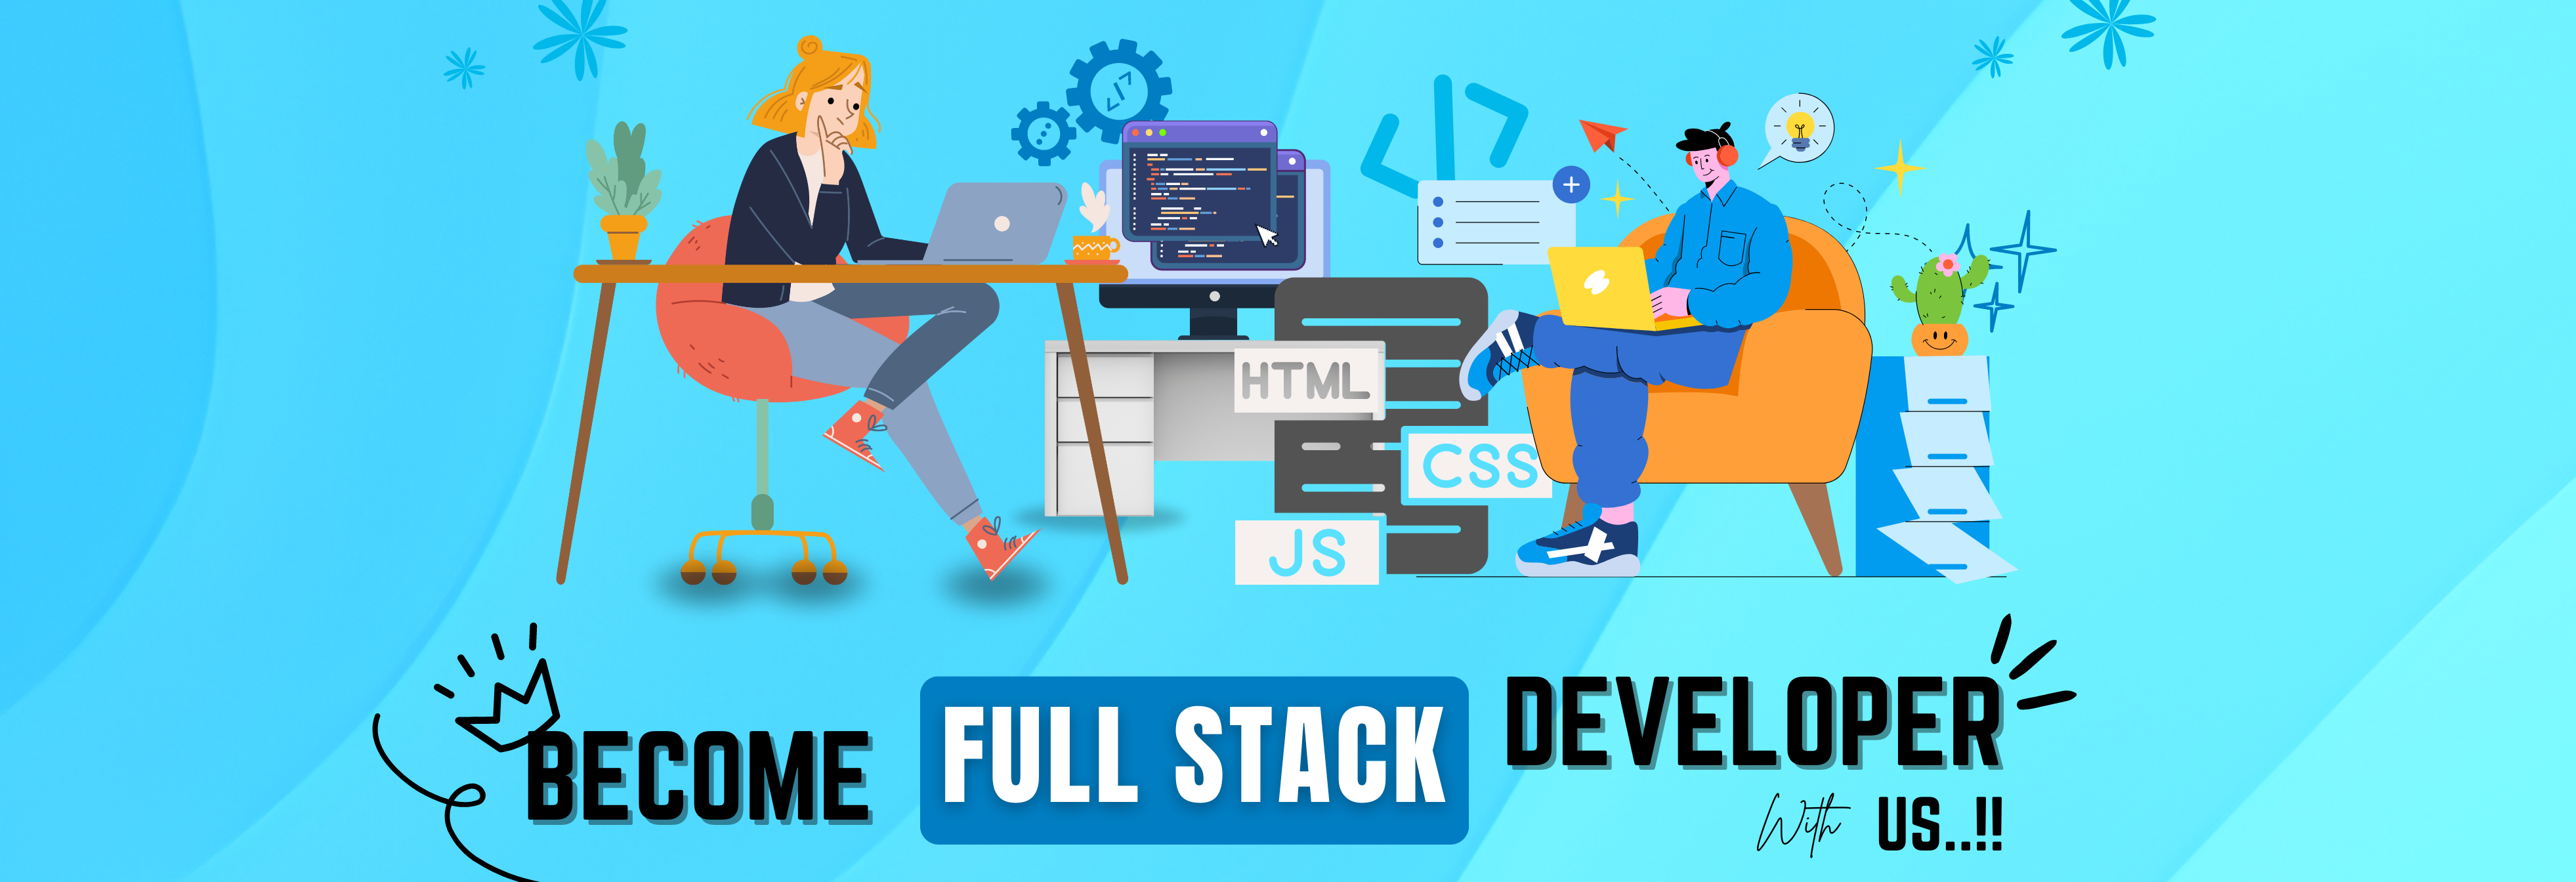 </>
</>
HTML
CSS
JS
BECOME FULL STACK DEVELOPER
With US..!!